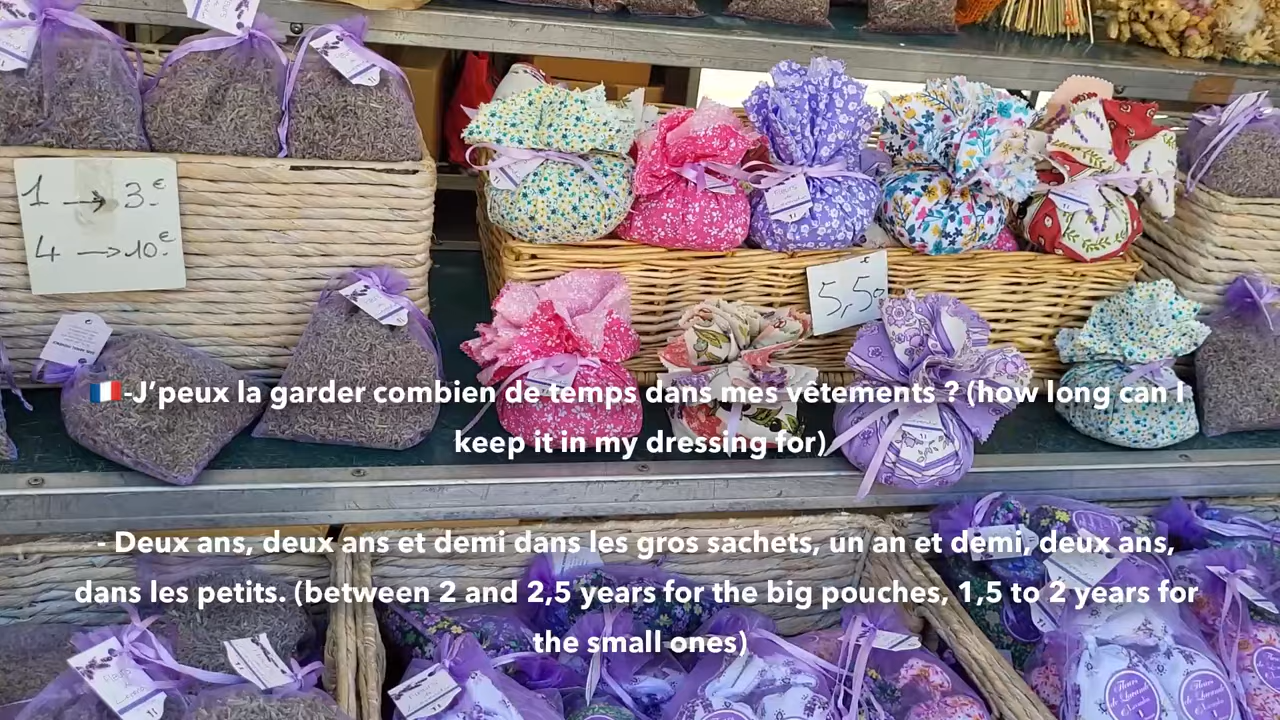 1 → 3.€
4 → 10.€
5,5€
🇫🇷-J’peux la garder combien de temps dans mes vêtements ? (how long can I
keep it in my dressing for)
- Deux ans, deux ans et demi dans les gros sachets, un an et demi, deux ans,
dans les petits. (between 2 and 2,5 years for the big pouches, 1,5 to 2 years for
the small ones)
Fleurs
de Lavande